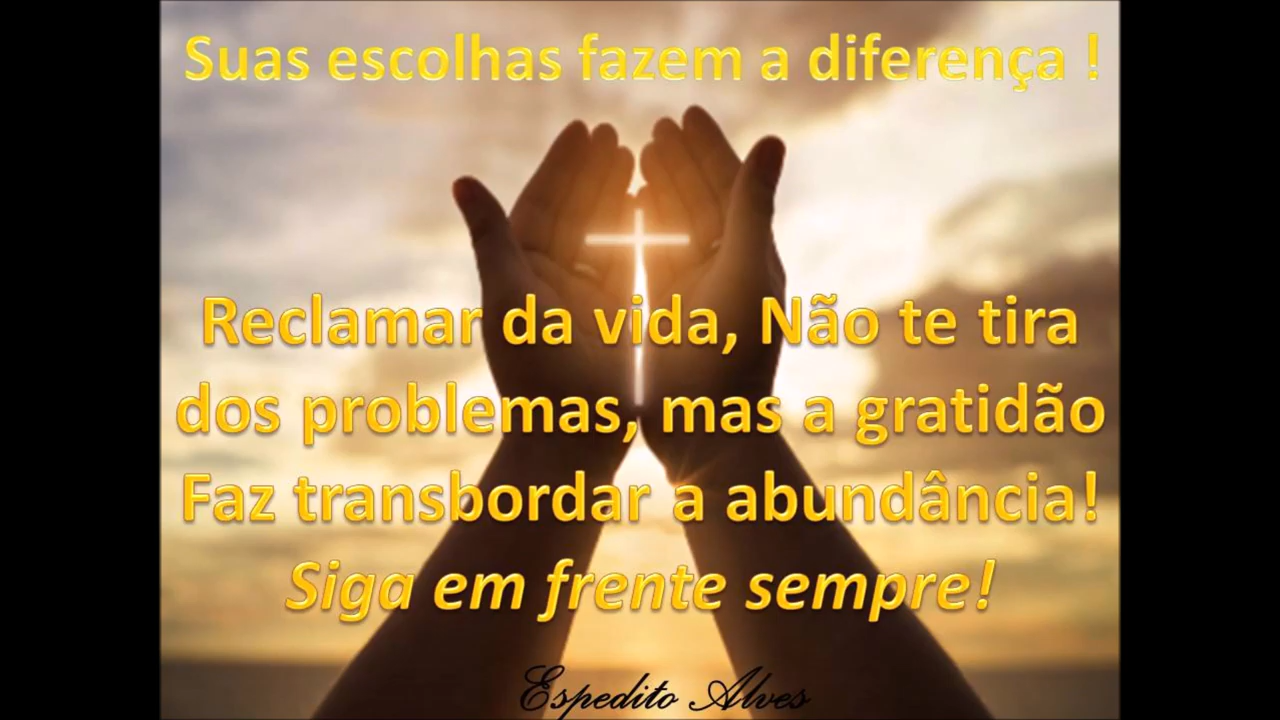 Suas escolhas fazem a diferença !
Reclamar da vida, Não te tira
dos problemas, mas a gratidão
Faz transbordar a abundância!
Siga em frente sempre!
Espedito Alves